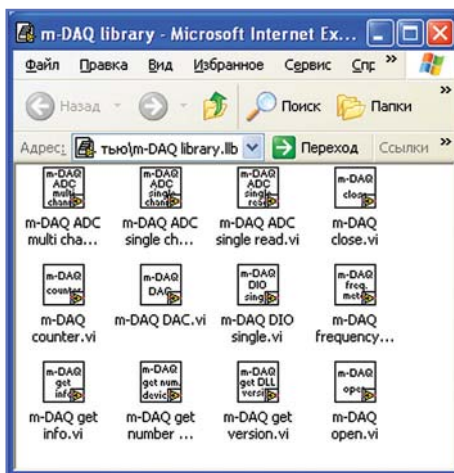 m-DAQ library - Microsoft Internet Ex...
Файл Правка Вид Избранное Сервис Спр »
Назад Поиск Папки »
Адрес: тью\m-DAQ library.llb Переход Ссылки »
m-DAQ ADC multi chan
m-DAQ ADC single chan
m-DAQ ADC single read
m-DAQ close
m-DAQ ADC multi cha...
m-DAQ ADC single ch...
m-DAQ ADC single read.vi
m-DAQ close.vi
m-DAQ counter
m-DAQ DAC
m-DAQ DIO singl
m-DAQ freq. mete
m-DAQ counter.vi
m-DAQ DAC.vi
m-DAQ DIO single.vi
m-DAQ frequency...
m-DAQ get info
m-DAQ get num. devic
m-DAQ get DLL versi
m-DAQ ope
m-DAQ get info.vi
m-DAQ get number ...
m-DAQ get version.vi
m-DAQ open.vi